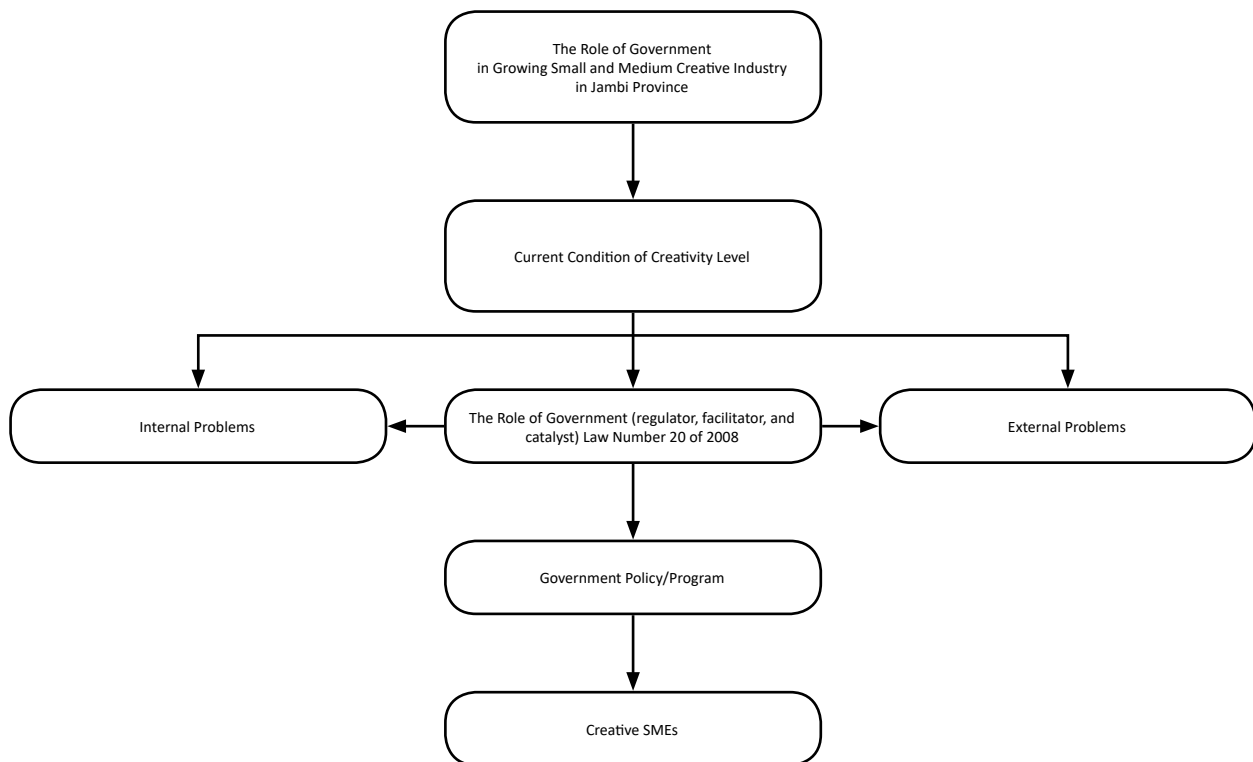 The Role of Government
in Growing Small and Medium Creative Industry
in Jambi Province
Current Condition of Creativity Level
Internal Problems
The Role of Government (regulator, facilitator, and
catalyst) Law Number 20 of 2008
External Problems
Government Policy/Program
Creative SMEs